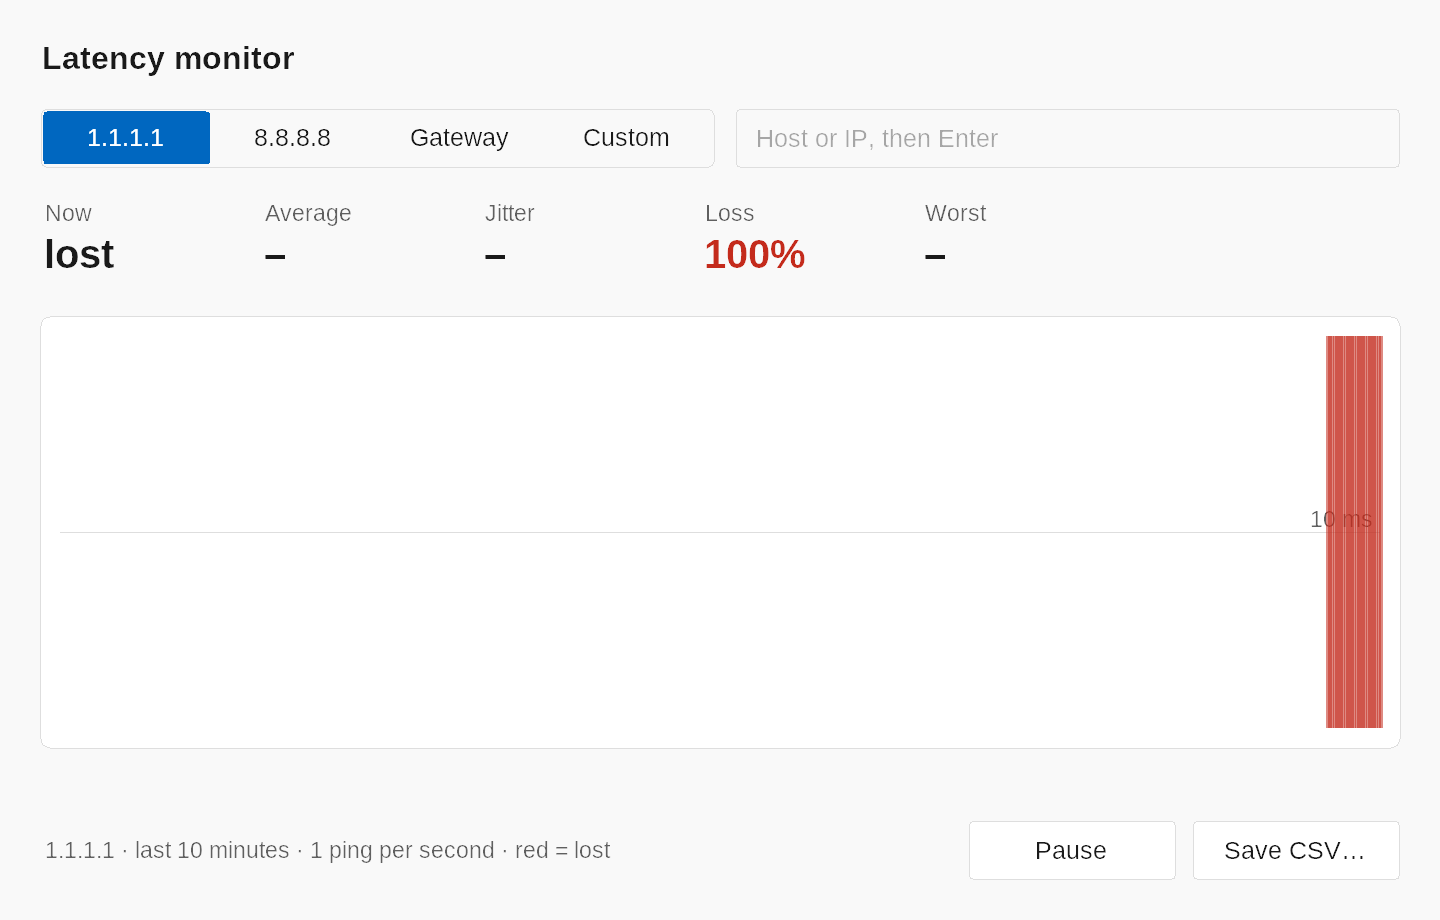 Latency monitor
1.1.1.1 8.8.8.8 Gateway Custom Host or IP, then Enter
Now Average Jitter Loss Worst
lost – – 100% –
10 ms
1.1.1.1 · last 10 minutes · 1 ping per second · red = lost Pause Save CSV…